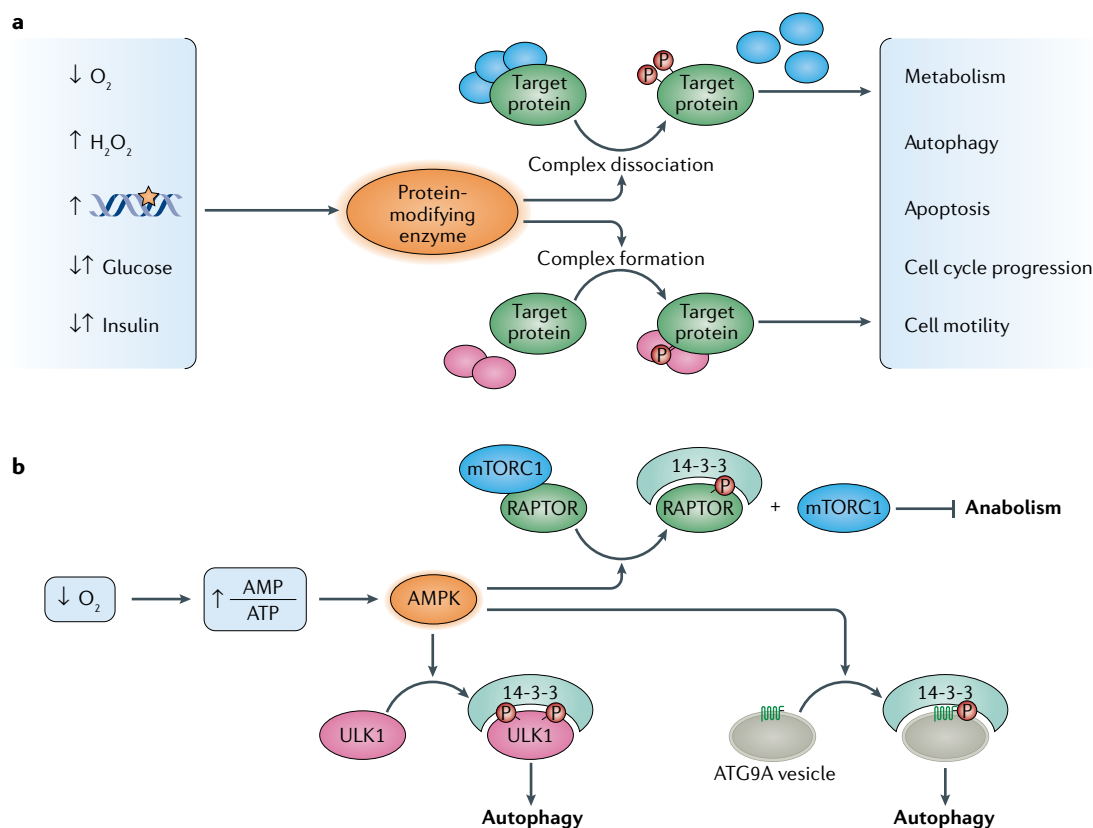 a
↓ O₂
↑ H₂O₂
↑
↓↑ Glucose
↓↑ Insulin
Protein-
modifying
enzyme
Target
protein
P
P
Target
protein
Complex dissociation
Complex formation
Target
protein
Target
protein
P
Metabolism
Autophagy
Apoptosis
Cell cycle progression
Cell motility
b
mTORC1
RAPTOR
14-3-3
P
RAPTOR
+
mTORC1
Anabolism
↓ O₂
↑ AMP
ATP
AMPK
ULK1
14-3-3
P
P
ULK1
Autophagy
ATG9A vesicle
14-3-3
P
Autophagy